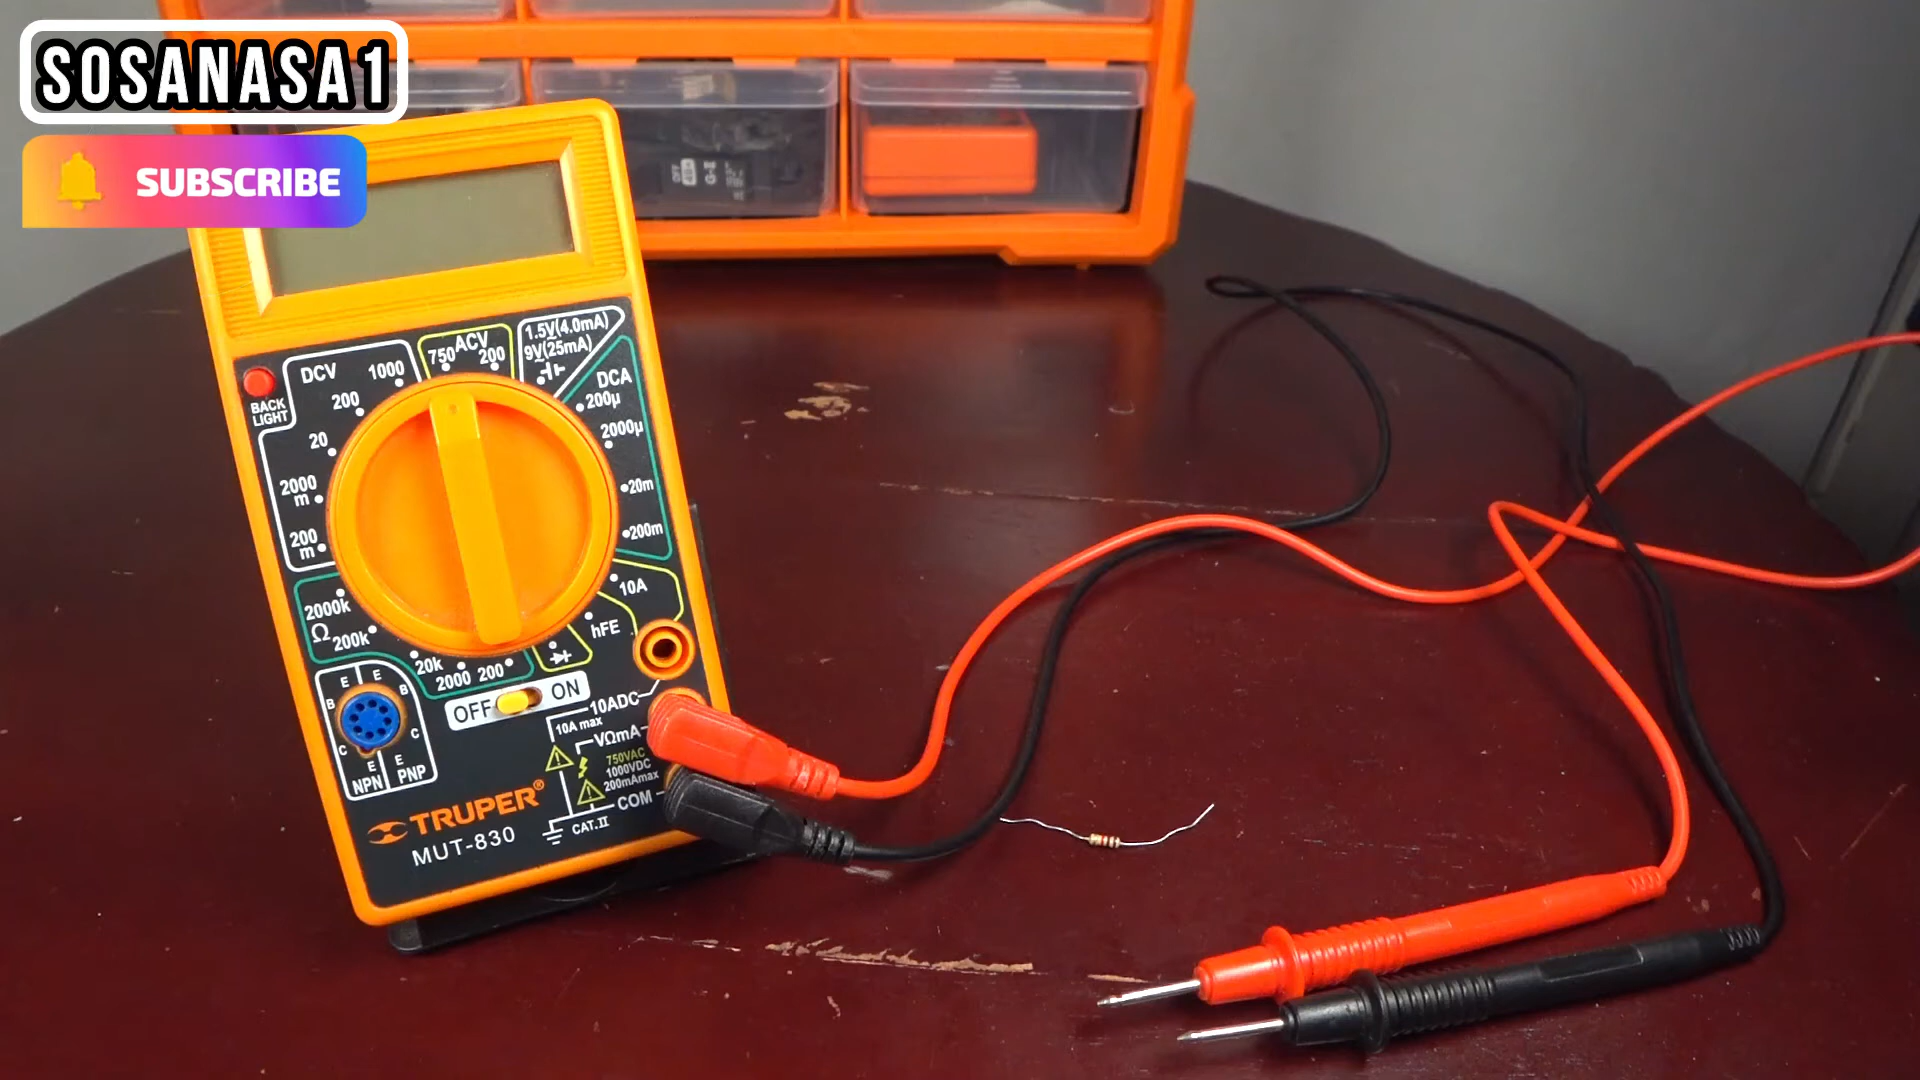 SOSANASA1
SUBSCRIBE
OFF
G-II
DCV
1000
750
ACV
200
1.5V(4.0mA)
9V(25mA)
BACK
LIGHT
200
20
2000
m
200
m
DCA
200μ
2000μ
20m
200m
10A
hFE
2000k
Ω
200k
20k
2000
200
OFF
ON
E
E
B
B
C
C
E
E
NPN
PNP
10ADC
10A max
VΩmA
750VAC
1000VDC
200mAmax
COM
CAT.II
TRUPER®
MUT-830